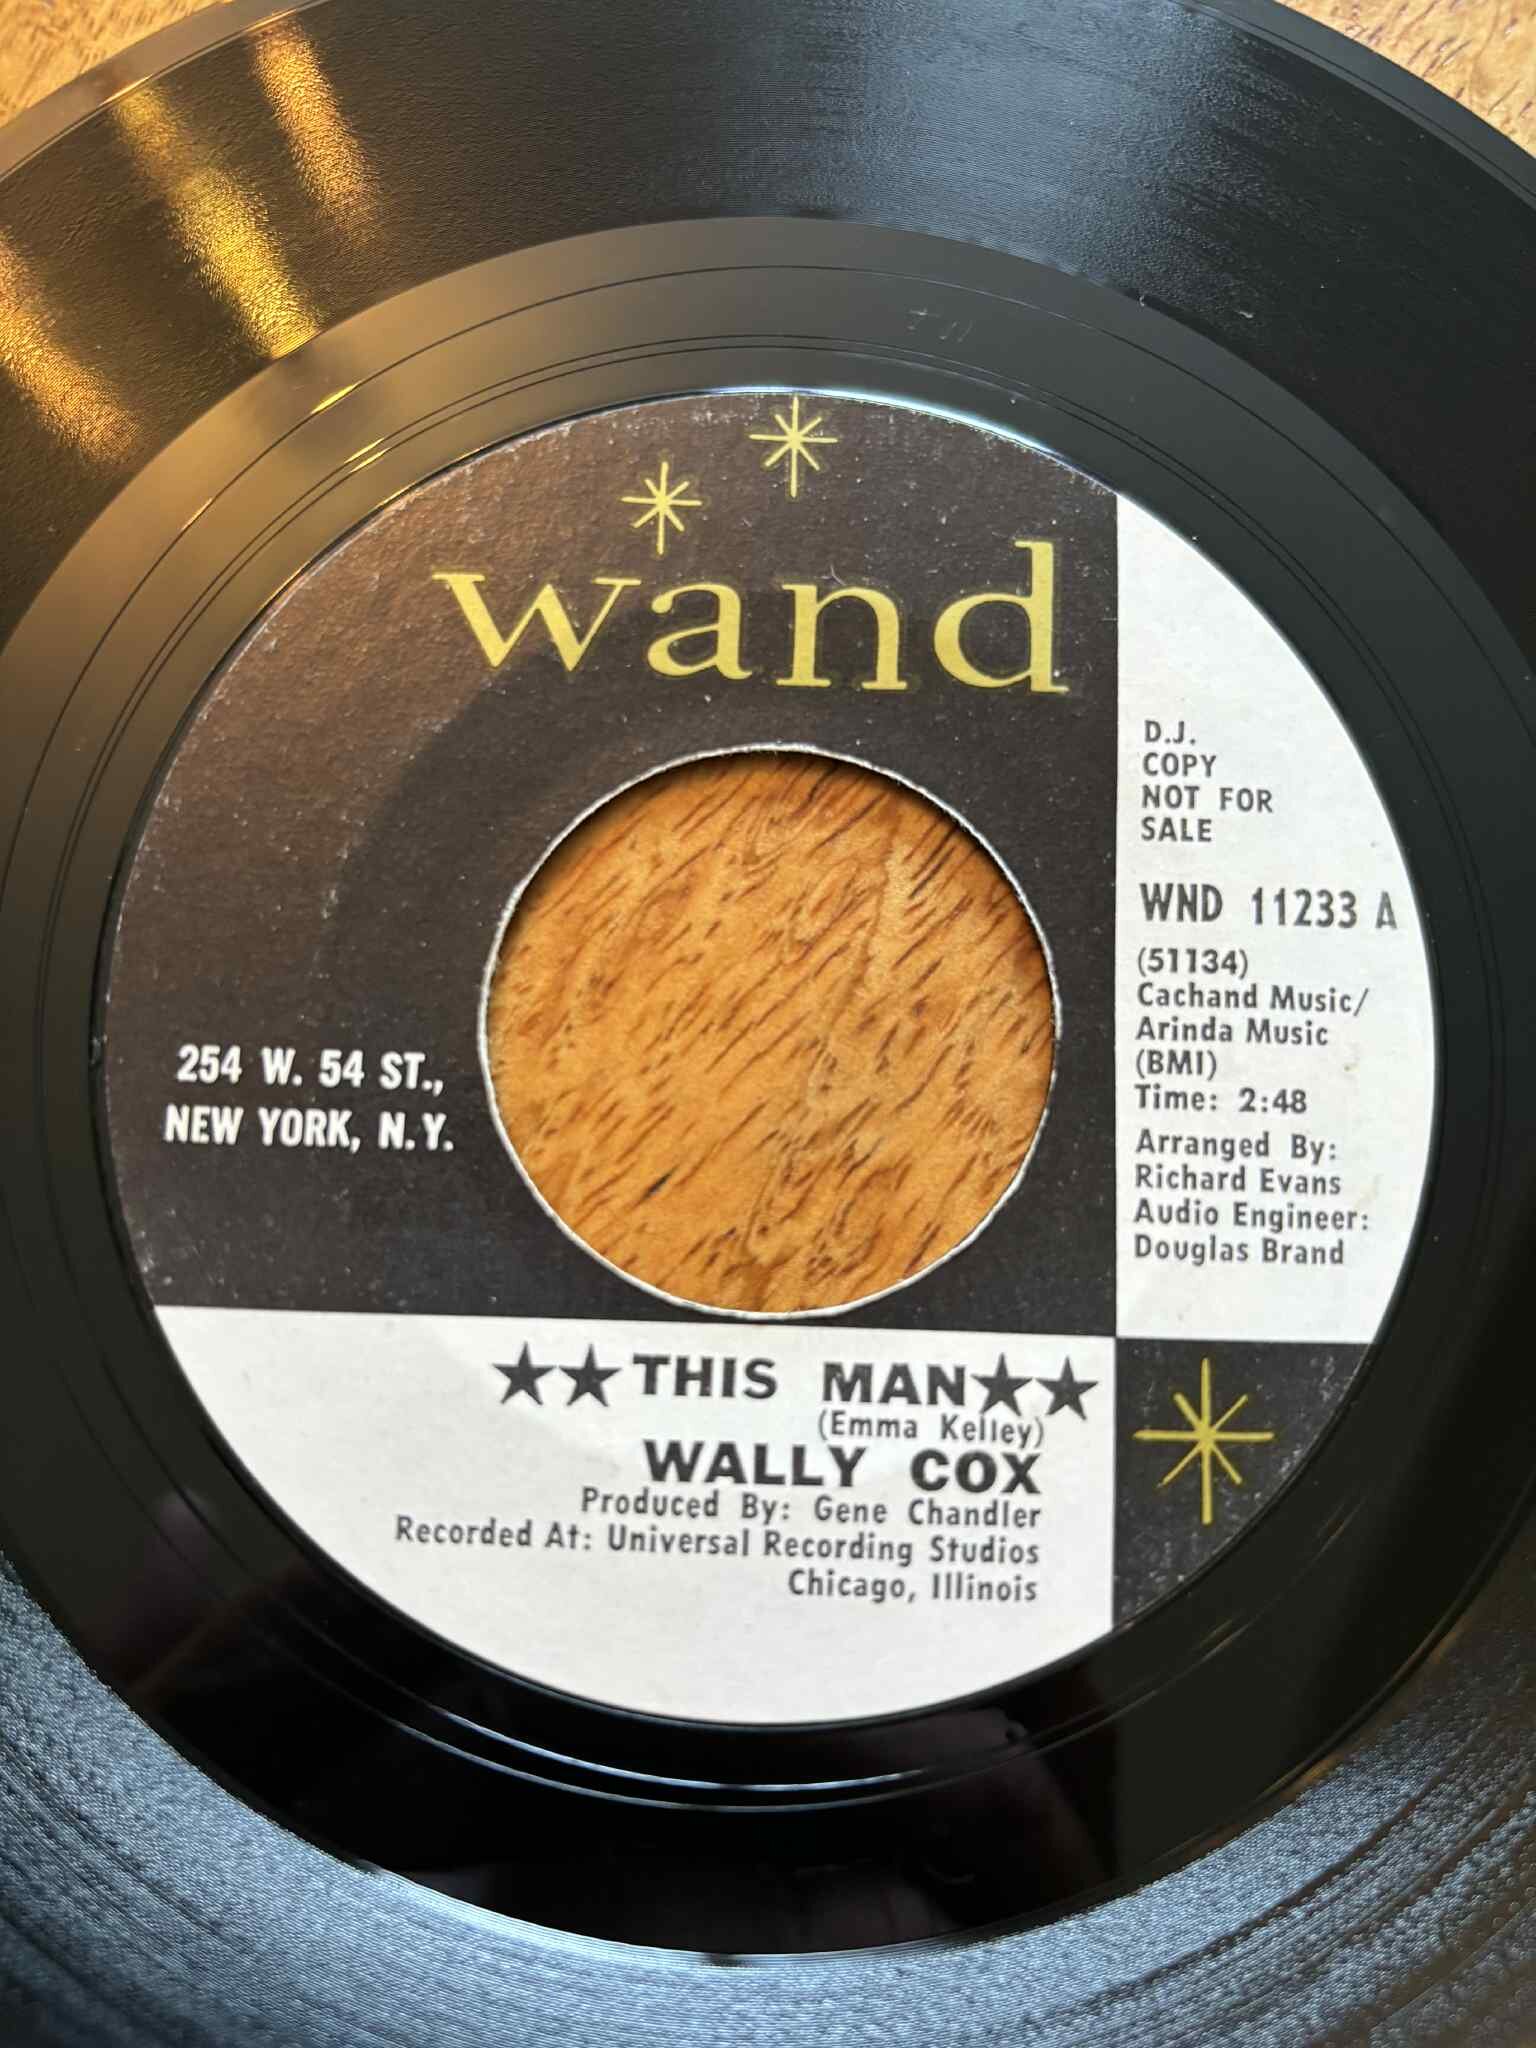 wand
D.J.
COPY
NOT FOR
SALE
WND 11233 A
(51134)
Cachand Music/
Arinda Music
(BMI)
Time: 2:48
Arranged By:
Richard Evans
Audio Engineer:
Douglas Brand
254 W. 54 ST.,
NEW YORK, N.Y.
★★THIS MAN★★
(Emma Kelley)
WALLY COX
Produced By: Gene Chandler
Recorded At: Universal Recording Studios
Chicago, Illinois